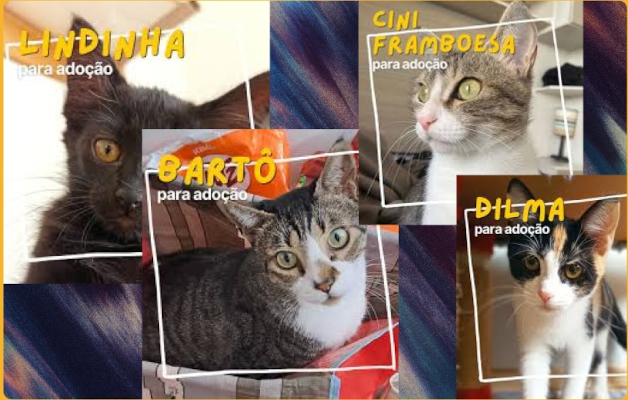 LINDINHA
para adoção
CINI
FRAMBOESA
para adoção
BARTÔ
para adoção
DILMA
para adoção